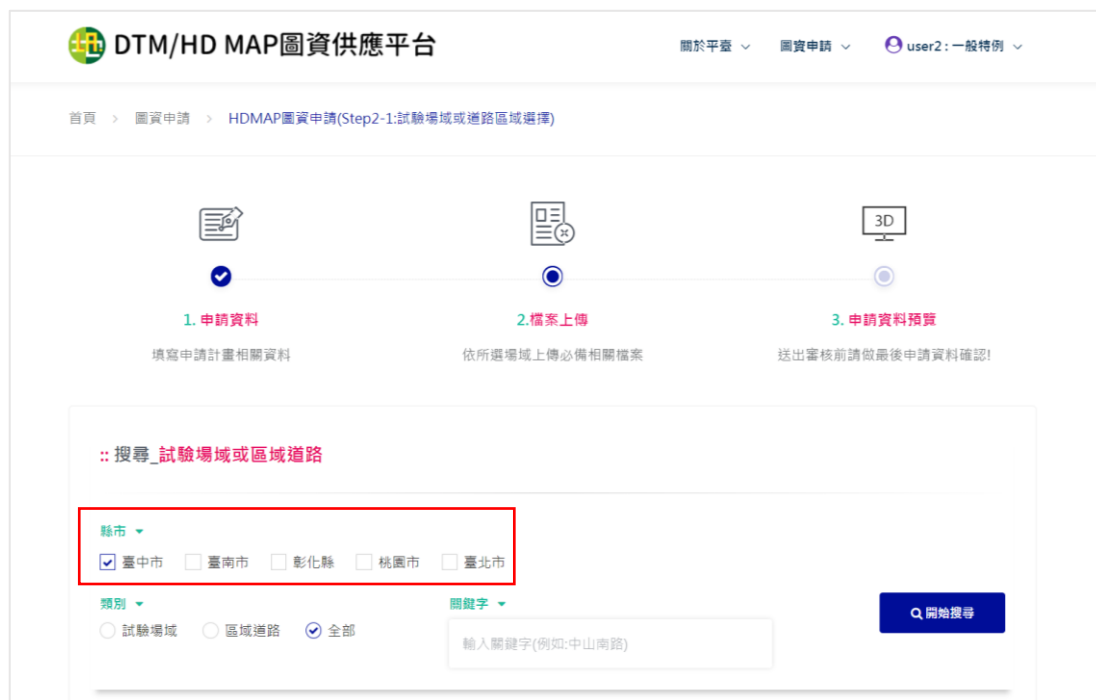 DTM/HD MAP圖資供應平台
關於平臺 圖資申請 user2 : 一般特例
首頁 > 圖資申請 > HDMAP圖資申請(Step2-1:試驗場域或道路區域選擇)
3D
1. 申請資料 2.檔案上傳 3. 申請資料預覽
填寫申請計畫相關資料 依所選場域上傳必備相關檔案 送出審核前請做最後申請資料確認!
:: 搜尋_試驗場域或區域道路
縣市
臺中市 臺南市 彰化縣 桃園市 臺北市
類別 關鍵字
試驗場域 區域道路 全部 輸入關鍵字(例如:中山南路) 開始搜尋